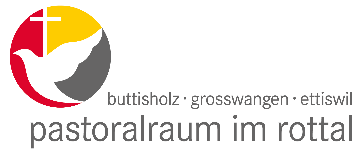 buttisholz · grosswangen · ettiswil
pastoralraum im rottal